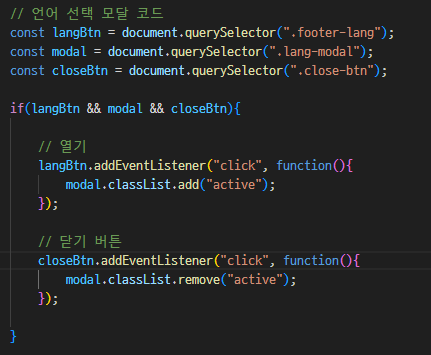 // 언어 선택 모달 코드
const langBtn = document.querySelector(".footer-lang");
const modal = document.querySelector(".lang-modal");
const closeBtn = document.querySelector(".close-btn");
if(langBtn && modal && closeBtn){
// 열기
langBtn.addEventListener("click", function(){
modal.classList.add("active");
});
// 닫기 버튼
closeBtn.addEventListener("click", function(){
modal.classList.remove("active");
});
}